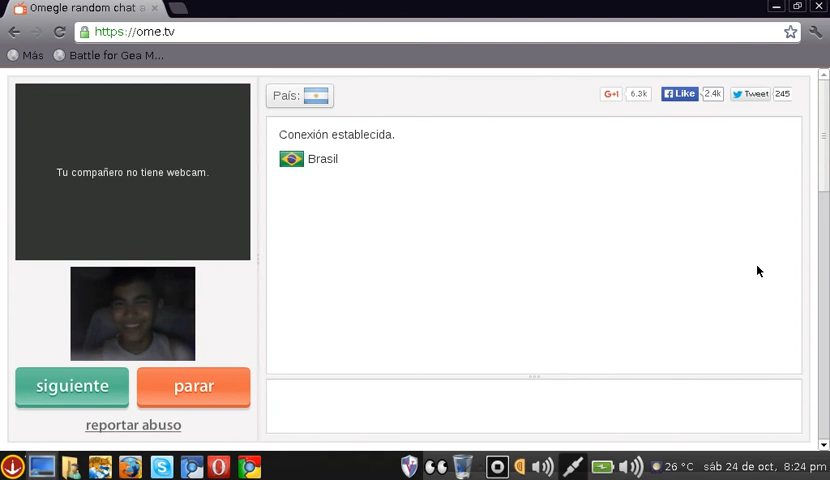 Omegle random chat a
https://ome.tv
Más
Battle for Gea M...
País:
G+1
6.3k
Like
2.4k
Tweet
245
Conexión establecida.
Brasil
Tu compañero no tiene webcam.
siguiente
parar
reportar abuso
26 °C
sáb 24 de oct, 8:24 pm